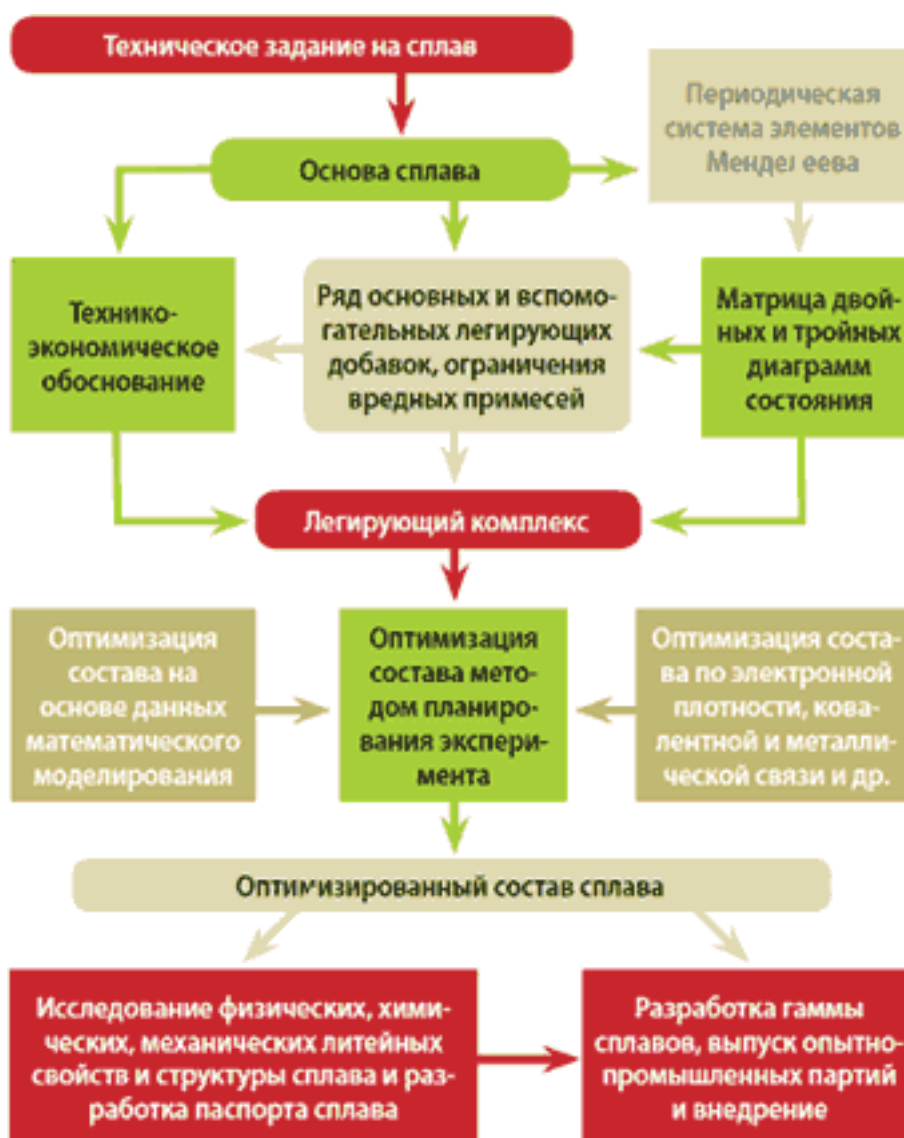 Техническое задание на сплав
Периодическая
система элементов
Менделеева
Основа сплава
Технико-
экономическое
обоснование
Ряд основных и вспомо-
гательных легирующих
добавок, ограничения
вредных примесей
Матрица двой-
ных и тройных
диаграмм
состояния
Легирующий комплекс
Оптимизация
состава на
основе данных
математического
моделирования
Оптимизация
состава мето-
дом планиро-
вания экспери-
мента
Оптимизация соста-
ва по электронной
плотности, кова-
лентной и металли-
ческой связи и др.
Оптимизированный состав сплава
Исследование физических, хими-
ческих, механических литейных
свойств и структуры сплава и раз-
работка паспорта сплава
Разработка гаммы
сплавов, выпуск опытно-
промышленных партий
и внедрение